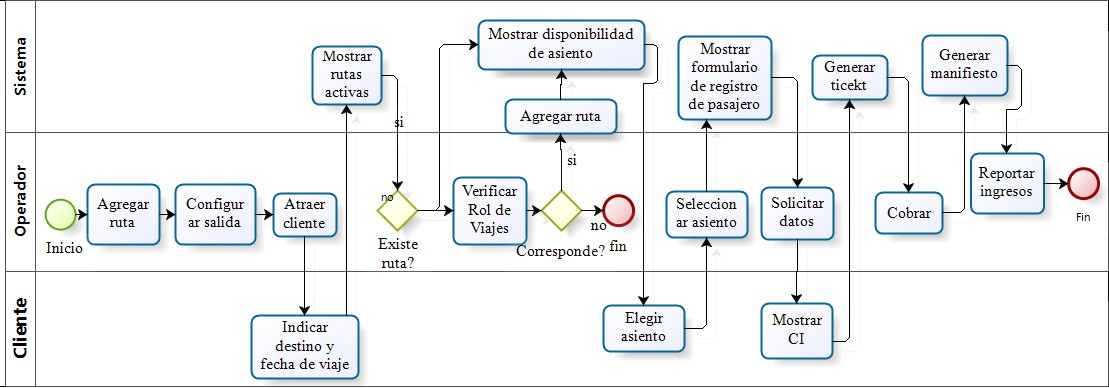 Sistema
Mostrar
rutas
activas
si
Mostrar disponibilidad
de asiento
Agregar ruta
Mostrar
formulario
de registro
de pasajero
Generar
ticekt
Generar
manifiesto
Operador
Inicio
Agregar
ruta
Configur
ar salida
Atraer
cliente
no
Existe
ruta?
Verificar
Rol de
Viajes
si
Corresponde?
no
fin
Seleccion
ar asiento
Solicitar
datos
Cobrar
Reportar
ingresos
Fin
Cliente
Indicar
destino y
fecha de viaje
Elegir
asiento
Mostrar
CI